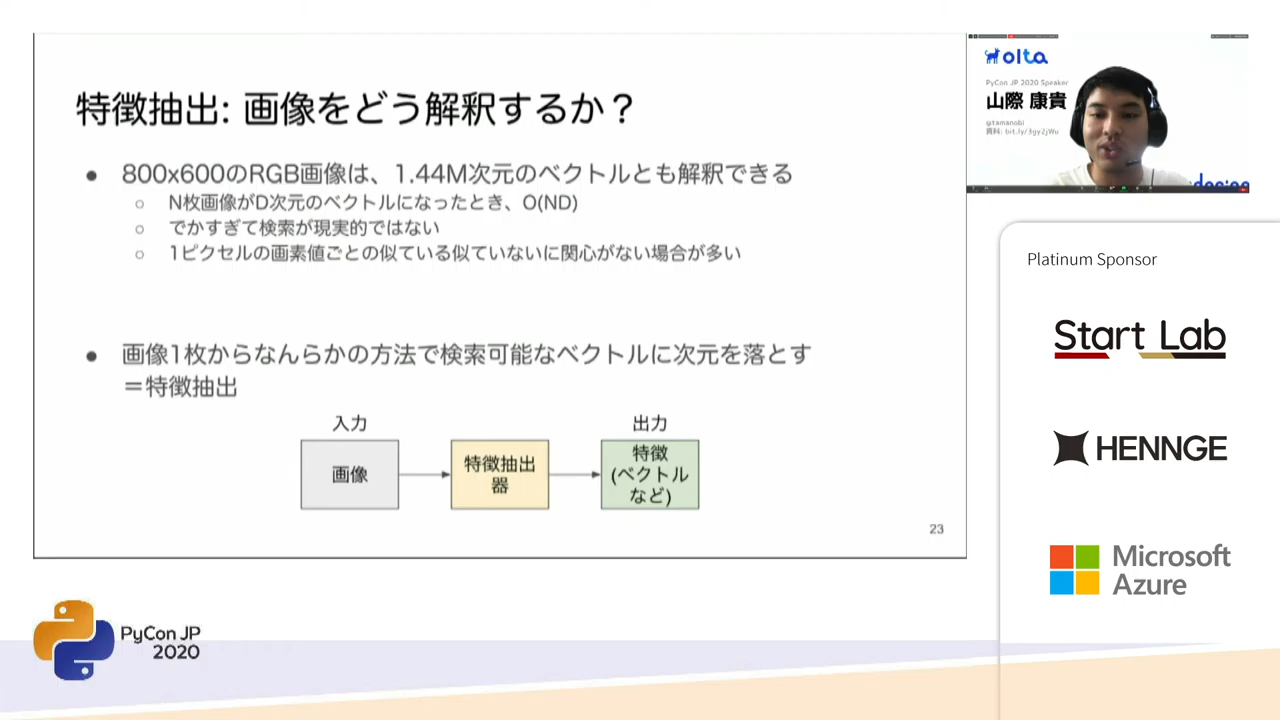 特徴抽出: 画像をどう解釈するか？
● 800x600のRGB画像は、1.44M次元のベクトルとも解釈できる
○ N枚画像がD次元のベクトルになったとき、O(ND)
○ でかすぎて検索が現実的ではない
○ 1ピクセルの画素値ごとの似ている似ていないに関心がない場合が多い
● 画像1枚からなんらかの方法で検索可能なベクトルに次元を落とす
＝特徴抽出
入力
出力
画像
特徴抽出
器
特徴
(ベクトル
など)
23
olta
PyCon JP 2020 Speaker
山際 康貴
@tamanobi
資料: bit.ly/3gy2jWu
Platinum Sponsor
Start Lab
HENNGE
Microsoft
Azure
PyCon JP
2020